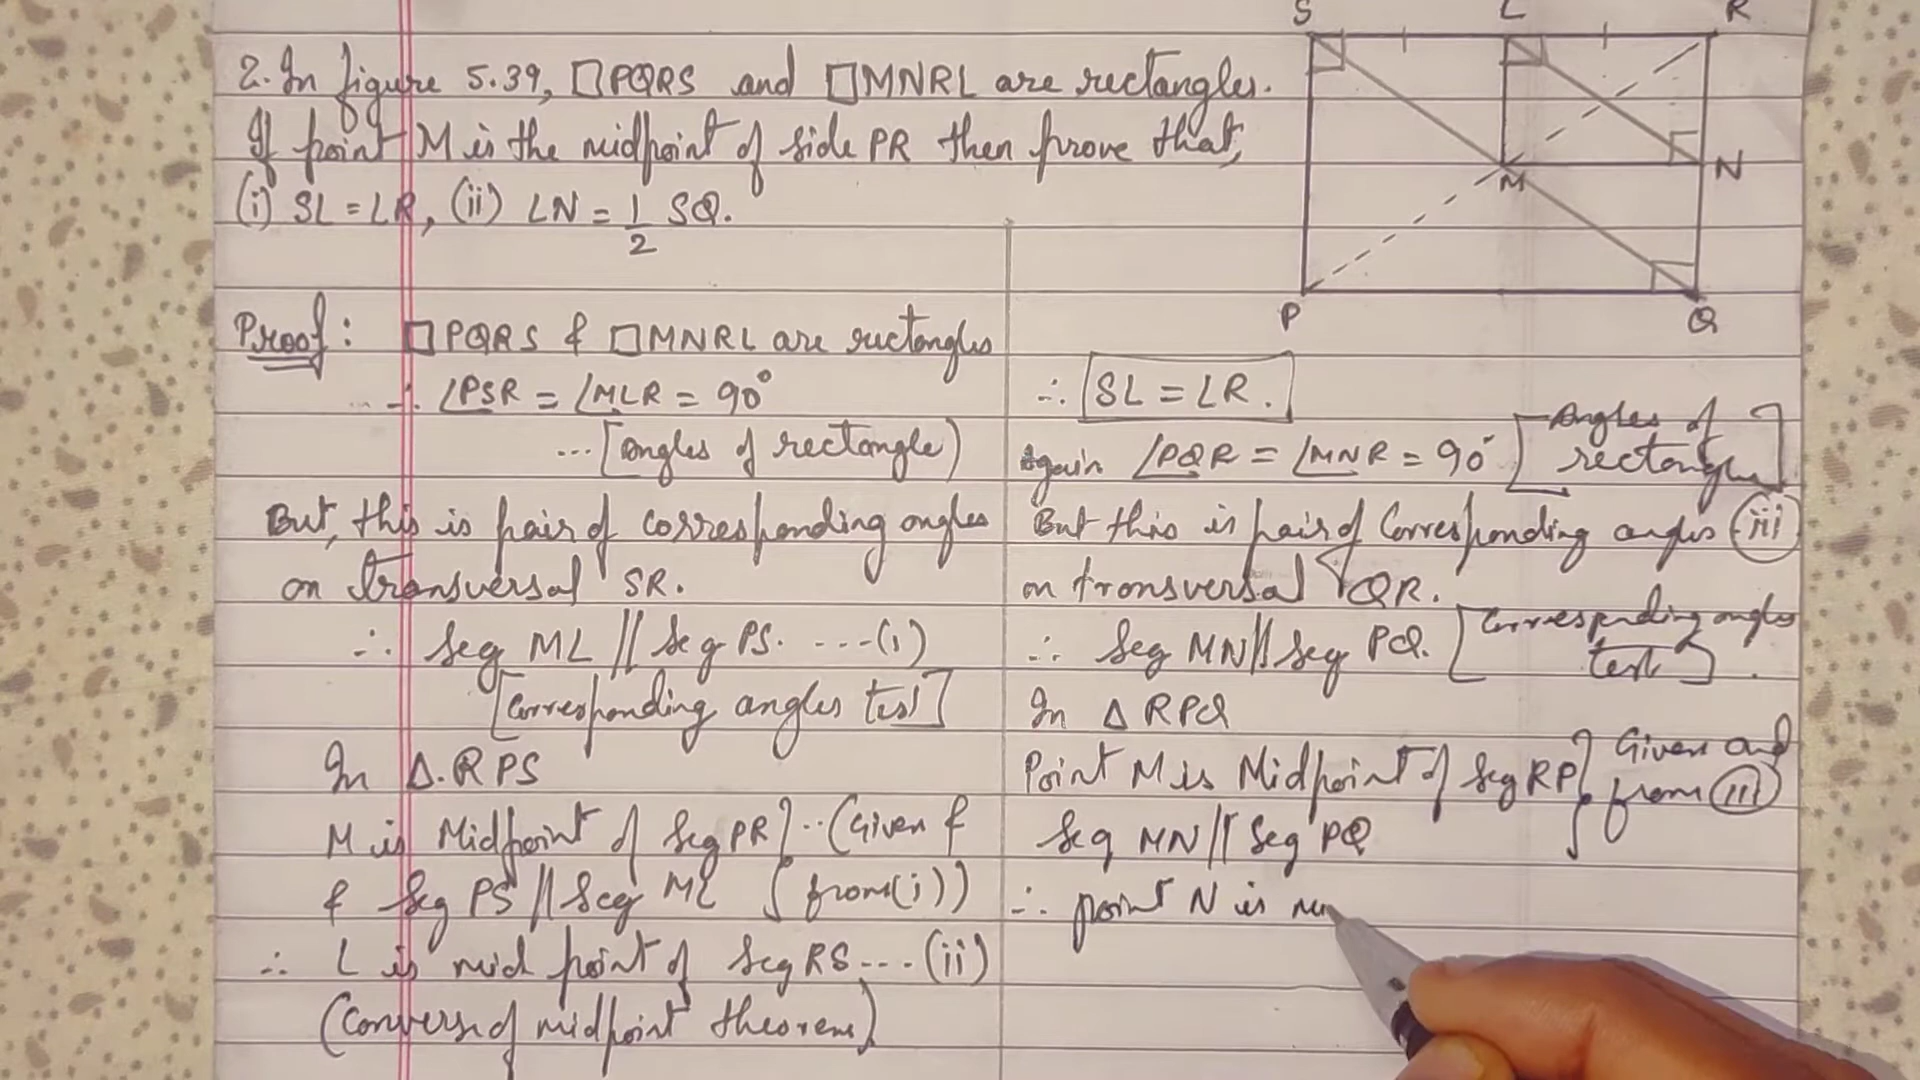 2. In figure 5.39, □PQRS and □MNRL are rectangles.
If point M is the midpoint of side PR then prove that,
(i) SL = LR, (ii) LN = 1/2 SQ.
S L R
M N
P Q
Proof: □PQRS & □MNRL are rectangles
∴ ∠PSR = ∠MLR = 90°
...[angles of rectangle)
But, this is pair of corresponding angles
on transversal SR.
∴ seg ML || seg PS. ----(i)
[Corresponding angles test]
In Δ.RPS
M is Midpoint of seg PR}··(Given &
& seg PS || seg ML from(i))
∴ L is mid point of seg RS---(ii)
(Converse of midpoint theorem)
∴ SL = LR.
again ∠PQR = ∠MNR = 90° [Angles of
rectangle]
But this is pair of Corresponding angles (iii)
on transversal QR.
∴ seg MN || seg PQ. [Corresponding angles
test].
In Δ RPQ
Point M is Midpoint of seg RP} Given and
from (iii)
seg MN || seg PQ
∴ point N is